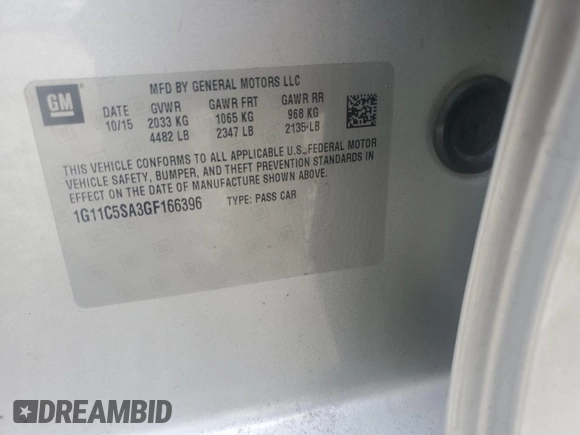 GM
MFD BY GENERAL MOTORS LLC
DATE GVWR GAWR FRT GAWR RR
10/15 2033 KG 1065 KG 968 KG
4482 LB 2347 LB 2135 LB
THIS VEHICLE CONFORMS TO ALL APPLICABLE U.S. FEDERAL MOTOR
VEHICLE SAFETY, BUMPER, AND THEFT PREVENTION STANDARDS IN
EFFECT ON THE DATE OF MANUFACTURE SHOWN ABOVE.
1G11C5SA3GF166396 TYPE: PASS CAR
DREAMBID